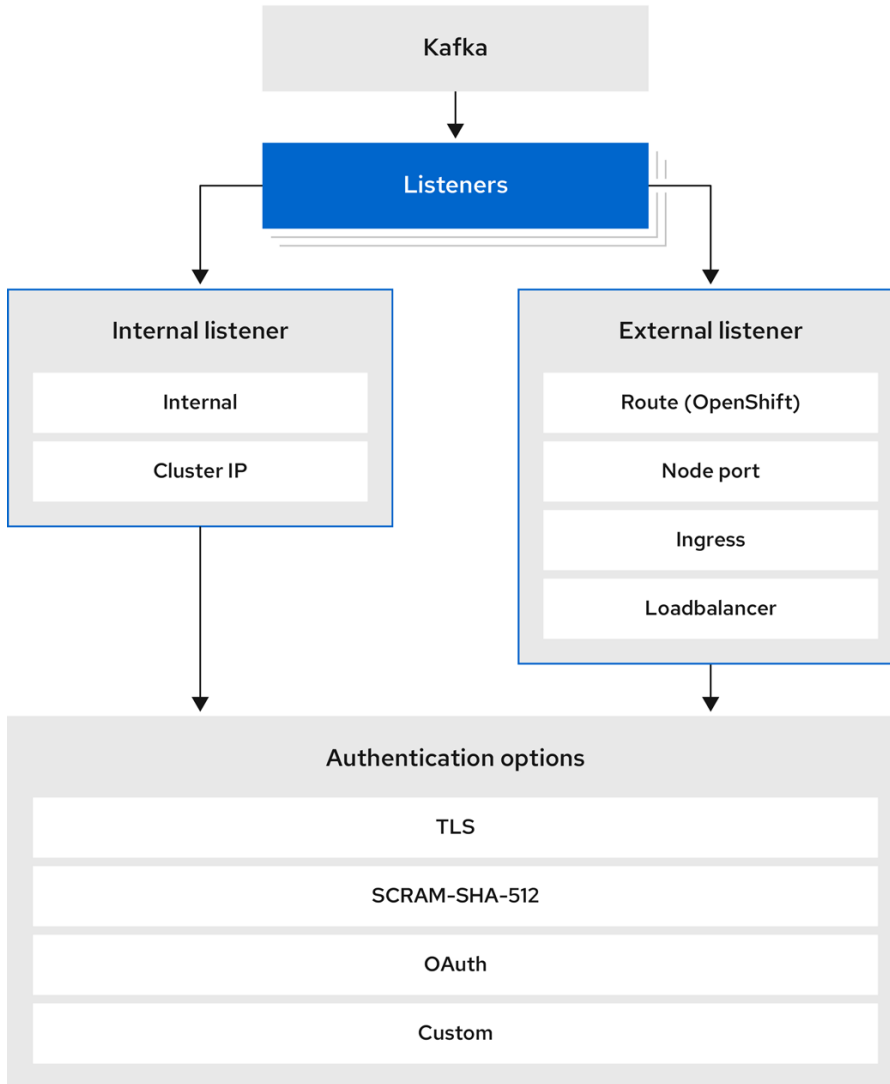 Kafka
Listeners
Internal listener
Internal
Cluster IP
External listener
Route (OpenShift)
Node port
Ingress
Loadbalancer
Authentication options
TLS
SCRAM-SHA-512
OAuth
Custom